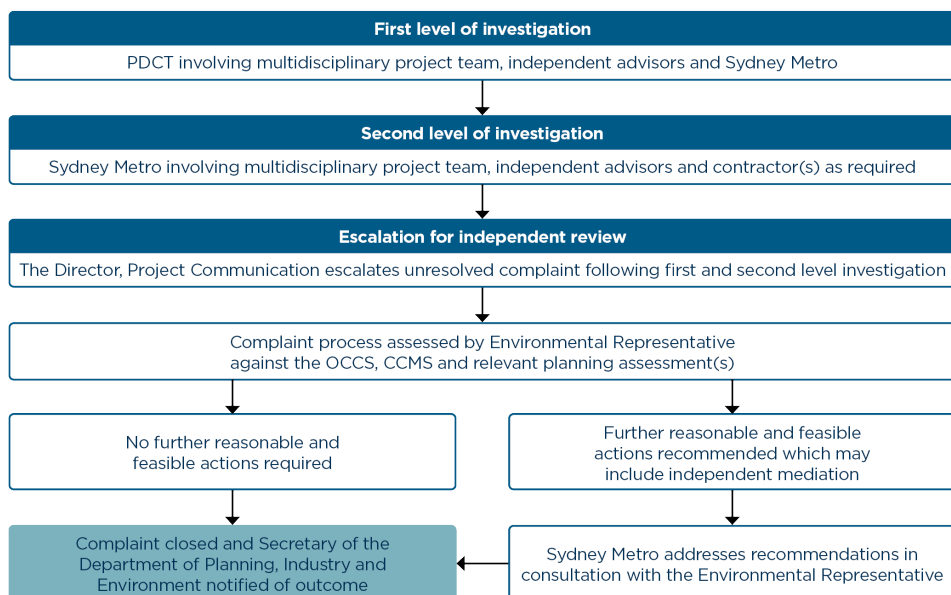 First level of investigation
PDCT involving multidisciplinary project team, independent advisors and Sydney Metro
Second level of investigation
Sydney Metro involving multidisciplinary project team, independent advisors and contractor(s) as required
Escalation for independent review
The Director, Project Communication escalates unresolved complaint following first and second level investigation
Complaint process assessed by Environmental Representative
against the OCCS, CCMS and relevant planning assessment(s)
No further reasonable and
feasible actions required
Further reasonable and feasible
actions recommended which may
include independent mediation
Complaint closed and Secretary of the
Department of Planning, Industry and
Environment notified of outcome
Sydney Metro addresses recommendations in
consultation with the Environmental Representative